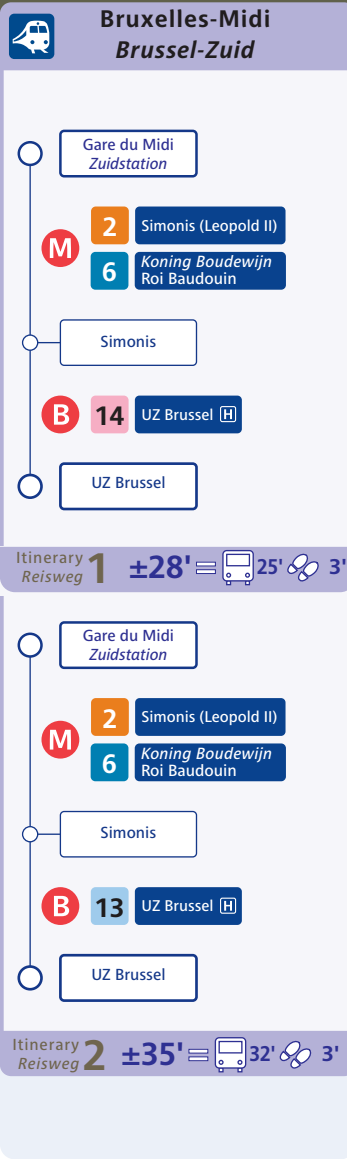 Bruxelles-Midi
Brussel-Zuid
Gare du Midi
Zuidstation
M
2 Simonis (Leopold II)
6 Koning Boudewijn
Roi Baudouin
Simonis
B 14 UZ Brussel H
UZ Brussel
Itinerary
Reisweg 1 ±28' = 25' 3'
Gare du Midi
Zuidstation
M
2 Simonis (Leopold II)
6 Koning Boudewijn
Roi Baudouin
Simonis
B 13 UZ Brussel H
UZ Brussel
Itinerary
Reisweg 2 ±35' = 32' 3'